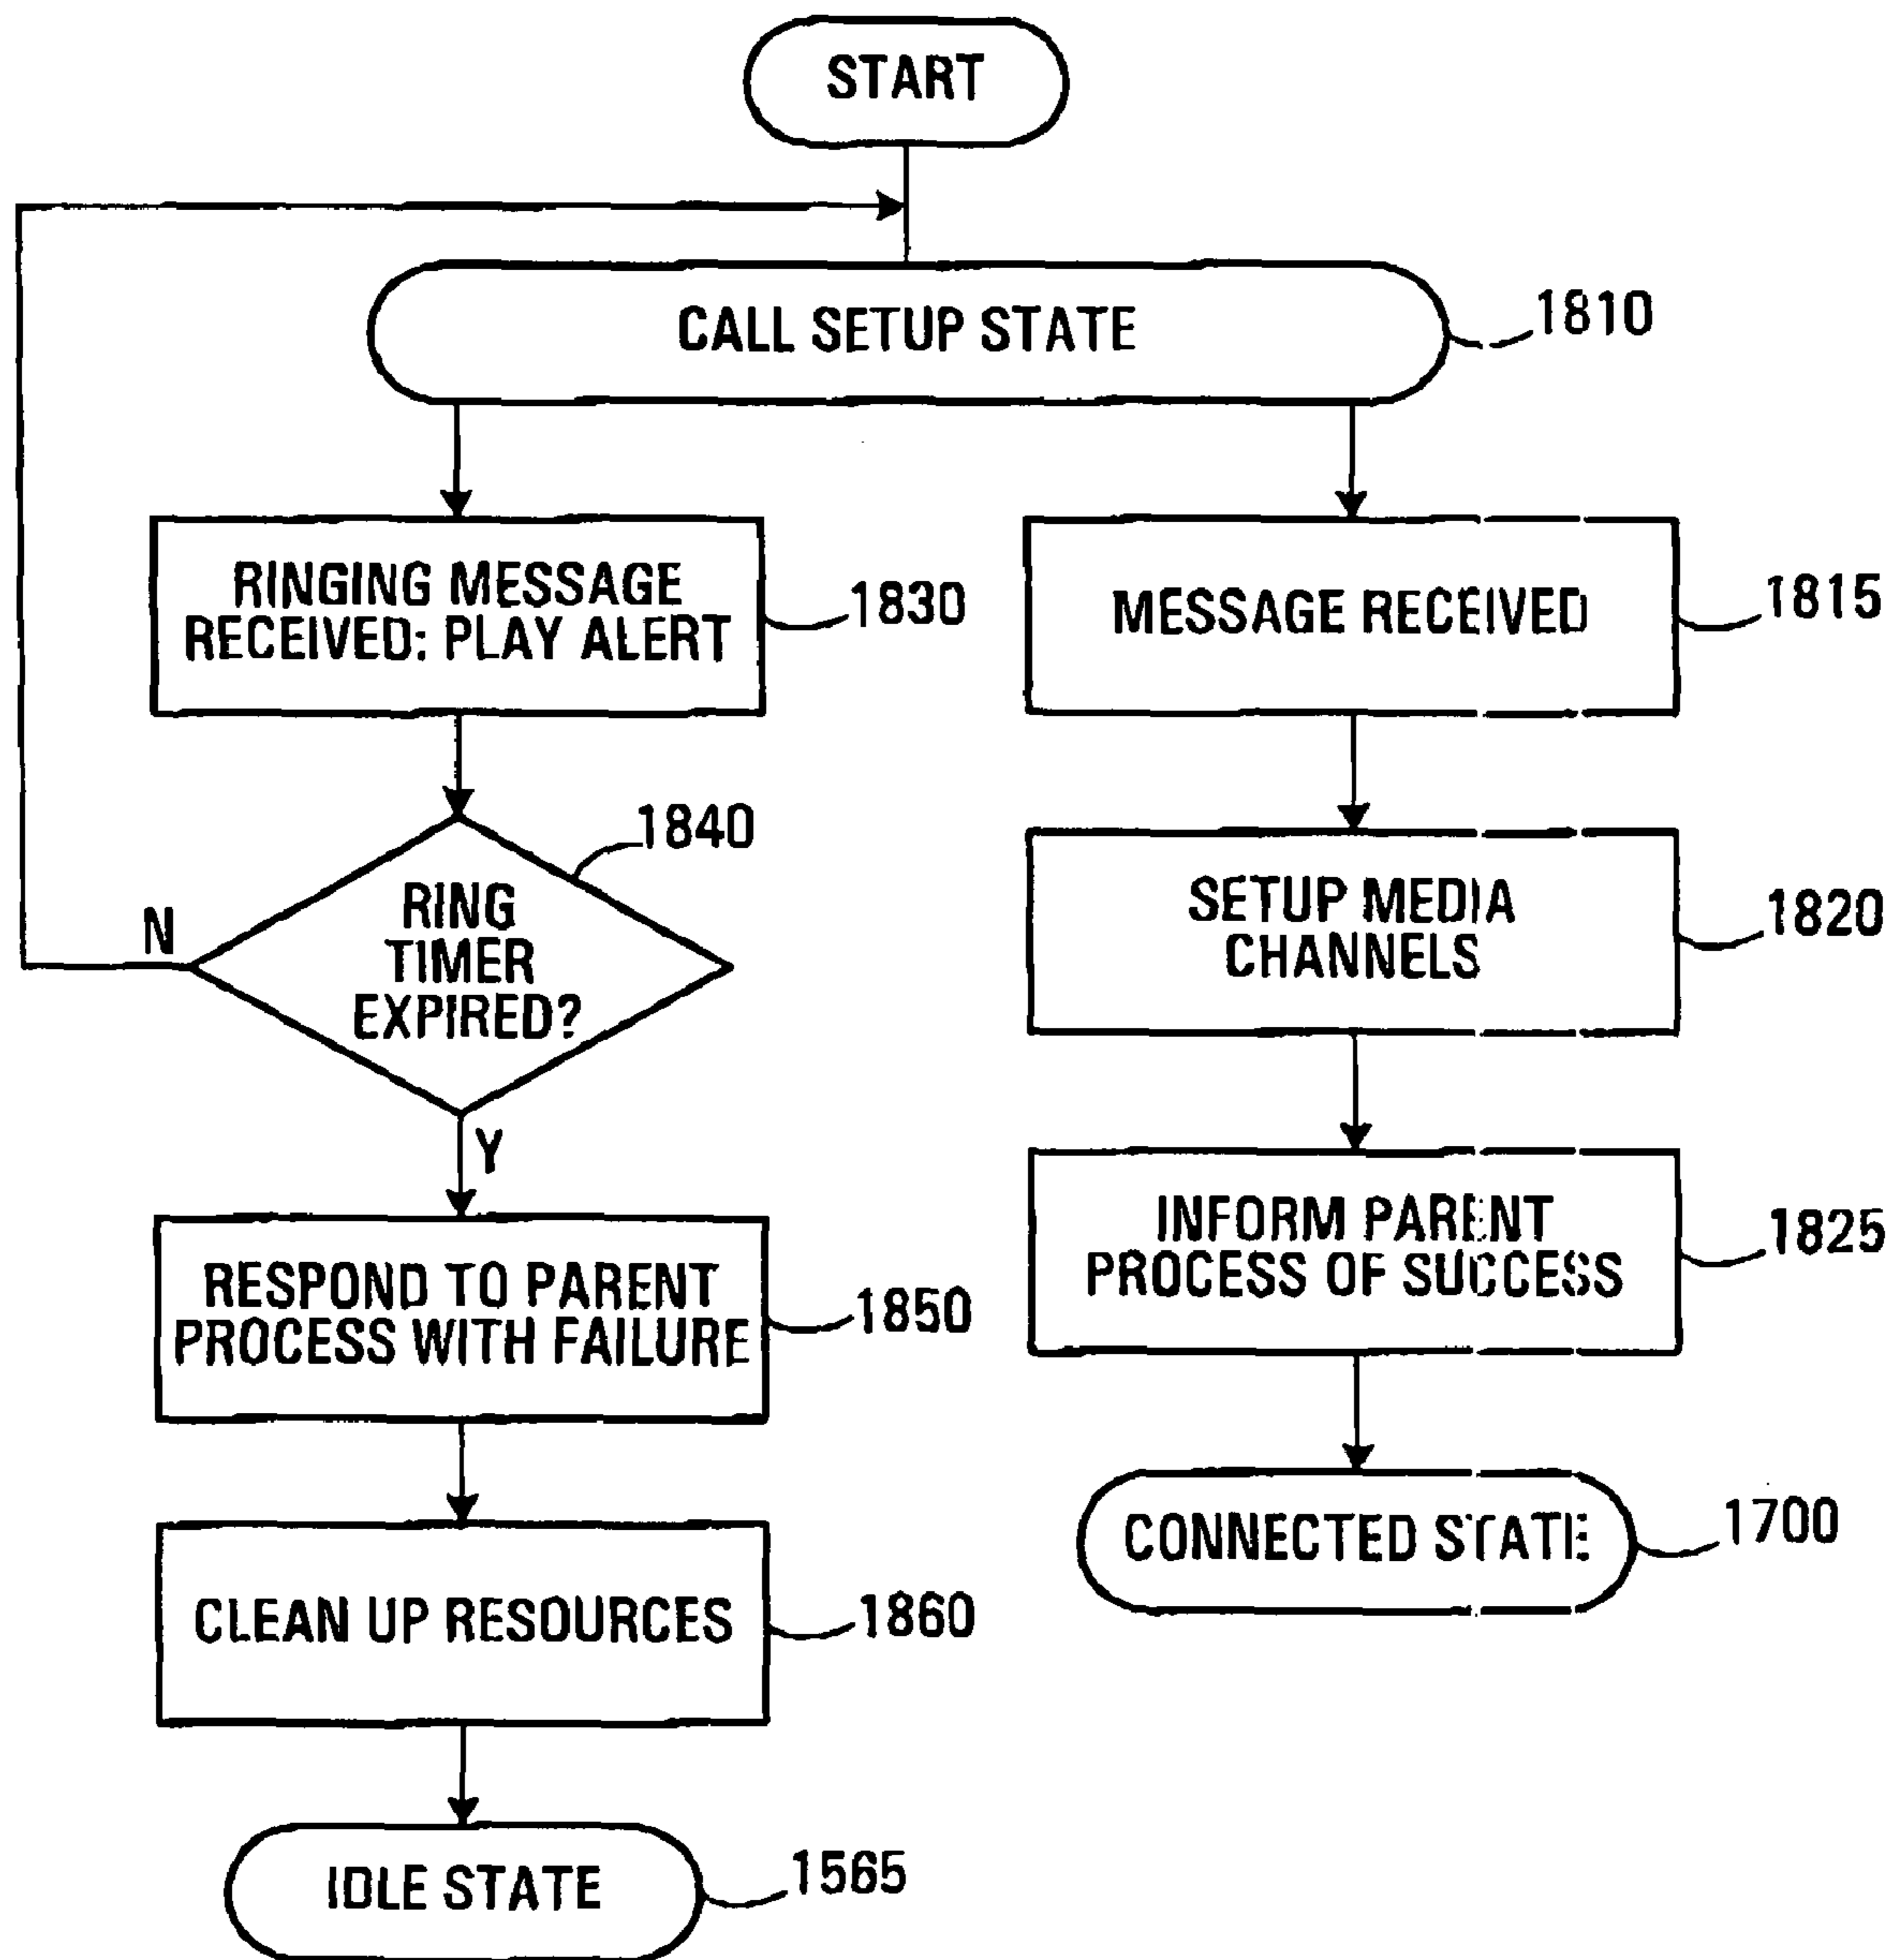 START
CALL SETUP STATE
1810
RINGING MESSAGE
RECEIVED: PLAY ALERT
1830
MESSAGE RECEIVED
1815
1840
RING
TIMER
EXPIRED?
N
Y
SETUP MEDIA
CHANNELS
1820
RESPOND TO PARENT
PROCESS WITH FAILURE
1850
INFORM PARENT
PROCESS OF SUCCESS
1825
CLEAN UP RESOURCES
1860
CONNECTED STATE
1700
IDLE STATE
1565